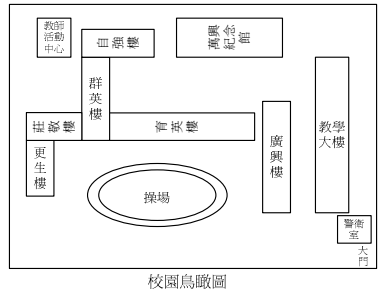 教師
活動
中心
自強樓
萬興
紀念
館
群英樓
莊敬樓
育英樓
更生樓
操場
廣興樓
教學
大樓
警衛
室
大門
校園鳥瞰圖